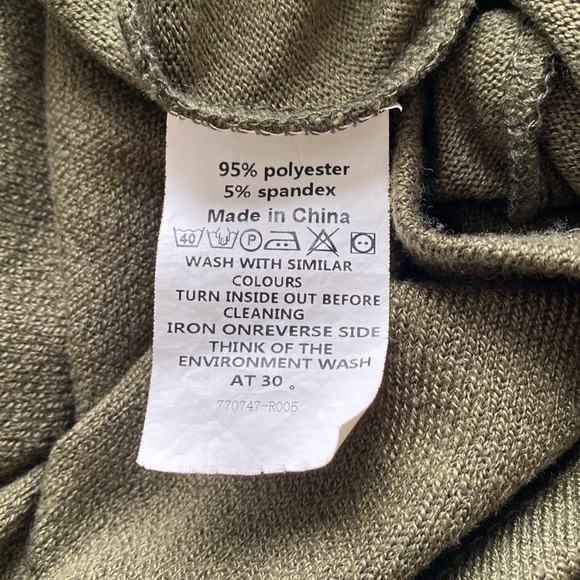 95% polyester
5% spandex
Made in China
40 P
WASH WITH SIMILAR
COLOURS
TURN INSIDE OUT BEFORE
CLEANING
IRON ONREVERSE SIDE
THINK OF THE
ENVIRONMENT WASH
AT 30 。
770747-R005